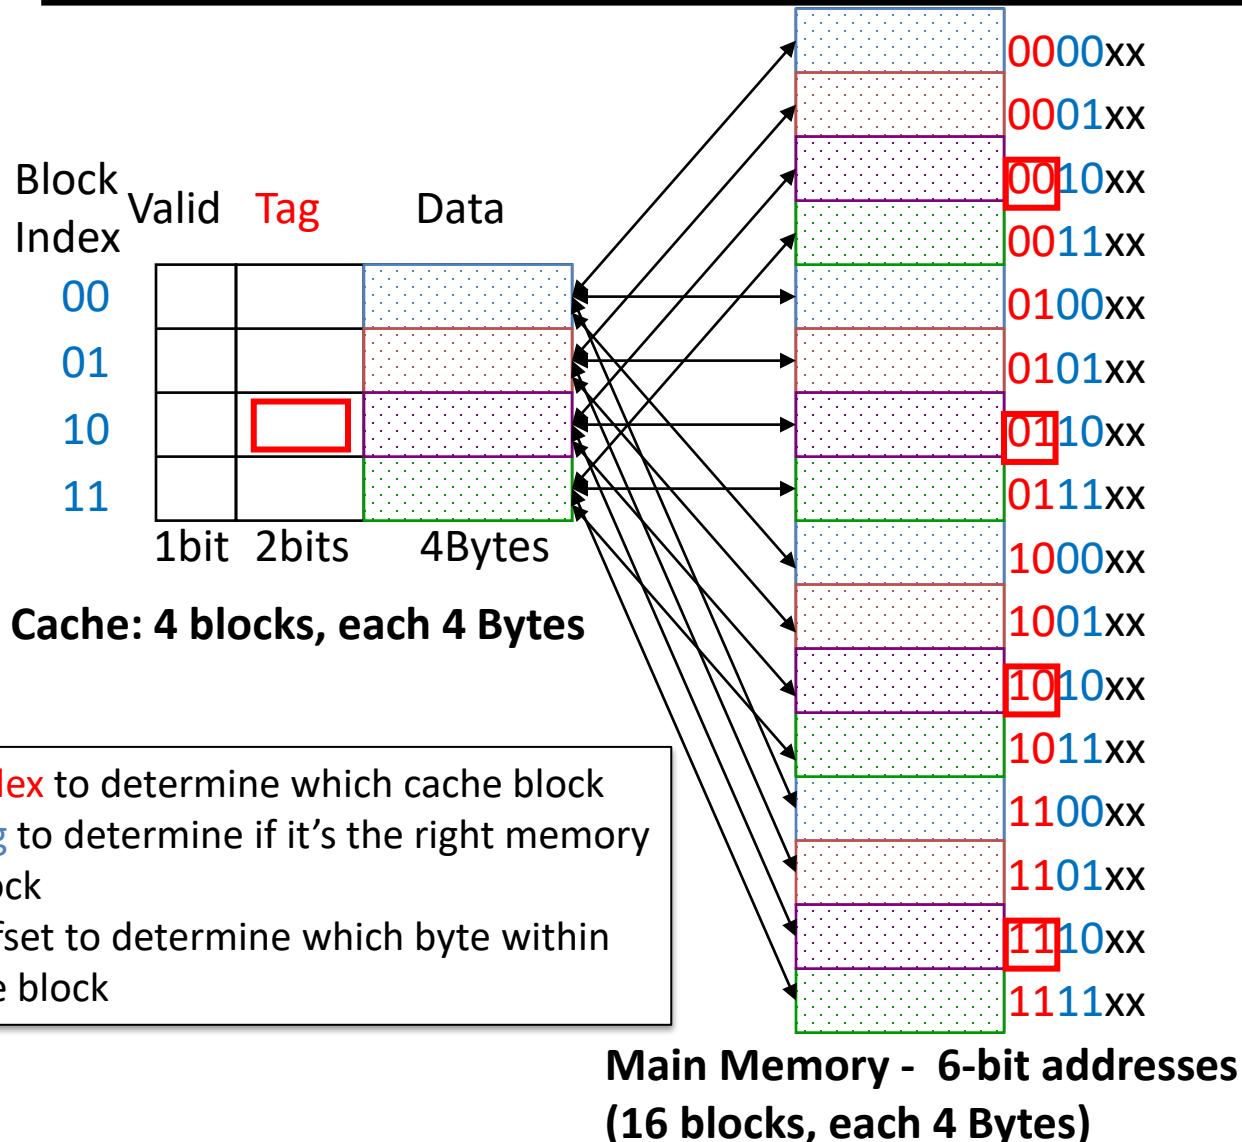 Block
Index
Valid Tag Data
00
01
10
11
1bit 2bits 4Bytes
Cache: 4 blocks, each 4 Bytes
to determine which cache block
to determine if it's the right memory
to determine which byte within
block
0000xx
0001xx
0010xx
0011xx
0100xx
0101xx
0110xx
0111xx
1000xx
1001xx
1010xx
1011xx
1100xx
1101xx
1110xx
1111xx
Main Memory - 6-bit addresses
(16 blocks, each 4 Bytes)